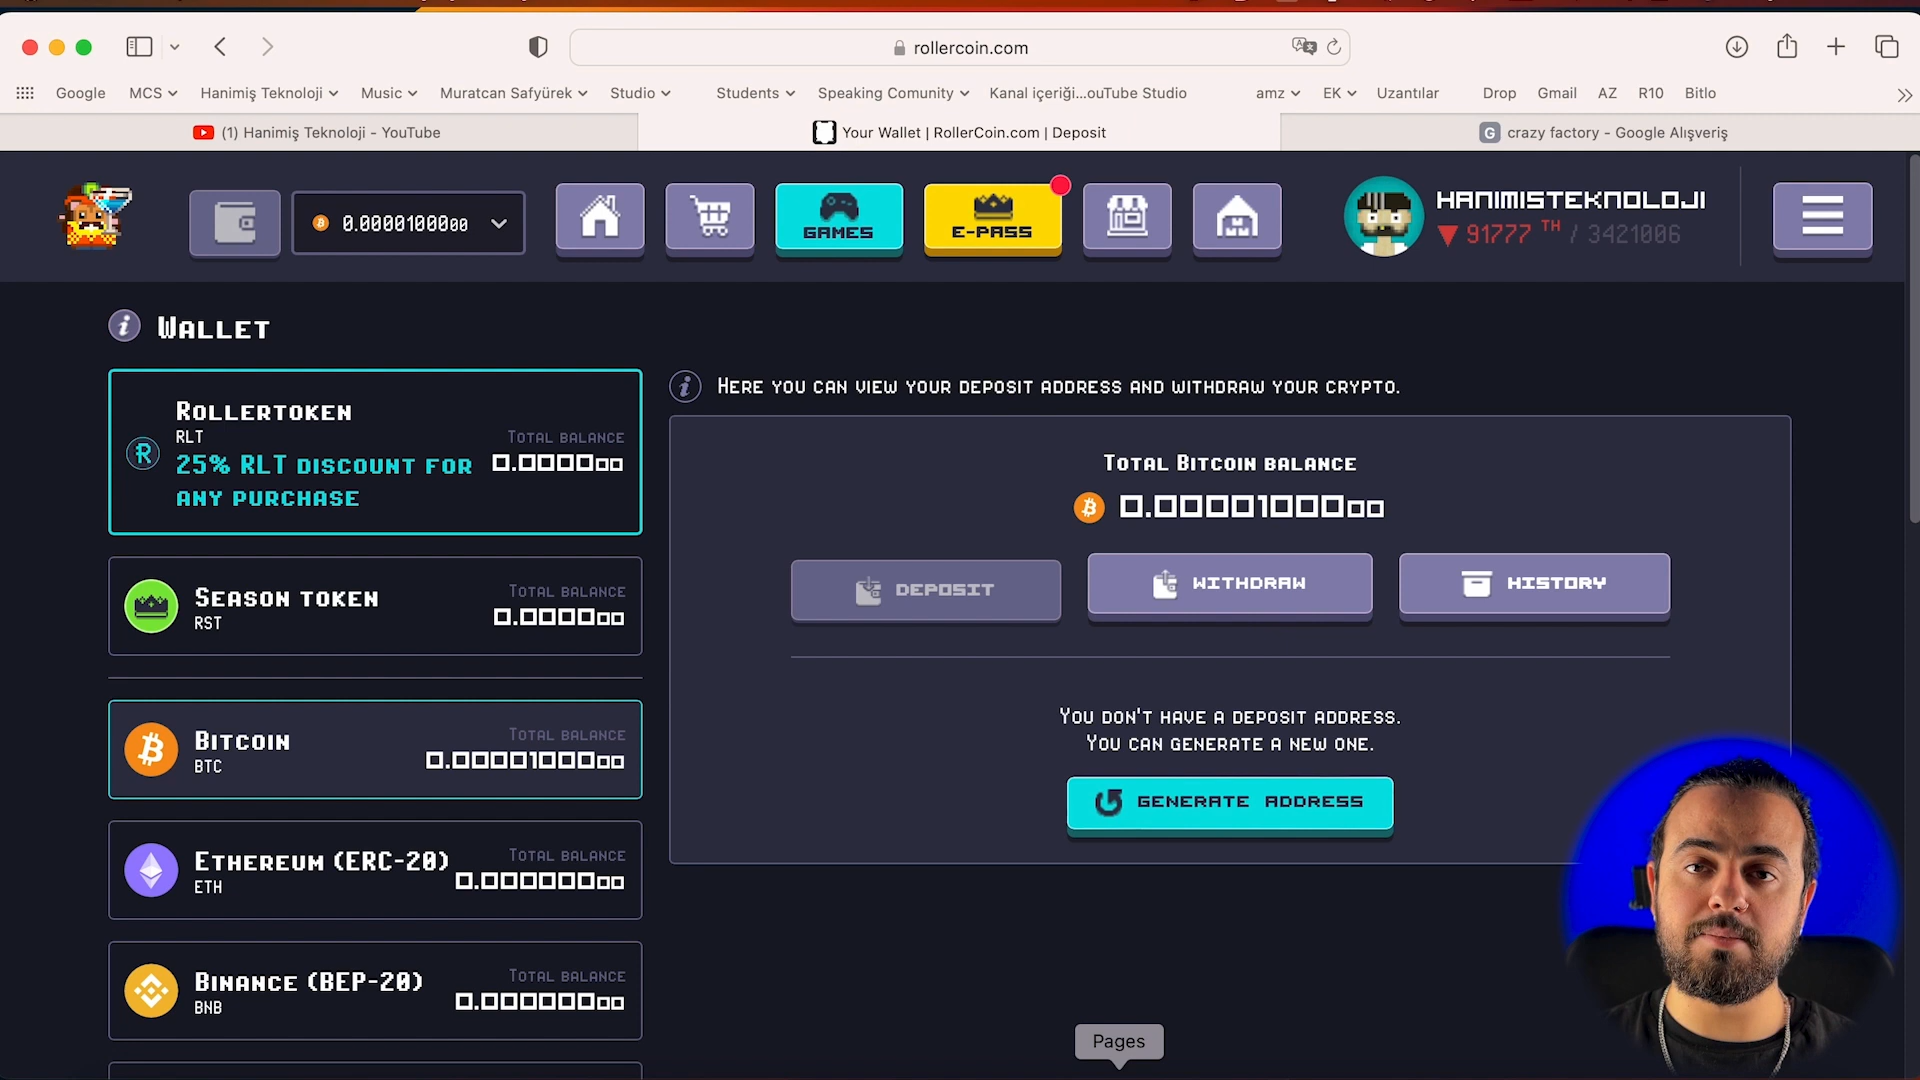 rollercoin.com
Google
MCS
Hanimiş Teknoloji
Music
Muratcan Safyürek
Studio
Students
Speaking Comunity
Kanal içeriği...ouTube Studio
amz
EK
Uzantılar
Drop
Gmail
AZ
R10
Bitlo
(1) Hanimiş Teknoloji - YouTube
Your Wallet | RollerCoin.com | Deposit
G crazy factory - Google Alışveriş
0.0000100000
GAMES
E-PASS
HANIMISTEKNOLOJI
91777 TH / 3421006
WALLET
HERE YOU CAN VIEW YOUR DEPOSIT ADDRESS AND WITHDRAW YOUR CRYPTO.
ROLLERTOKEN
RLT
25% RLT DISCOUNT FOR
ANY PURCHASE
TOTAL BALANCE
0.000000
SEASON TOKEN
RST
TOTAL BALANCE
0.000000
BITCOIN
BTC
TOTAL BALANCE
0.0000100000
ETHEREUM (ERC-20)
ETH
TOTAL BALANCE
0.00000000
BINANCE (BEP-20)
BNB
TOTAL BALANCE
0.00000000
TOTAL BITCOIN BALANCE
0.0000100000
DEPOSIT
WITHDRAW
HISTORY
YOU DON'T HAVE A DEPOSIT ADDRESS.
YOU CAN GENERATE A NEW ONE.
GENERATE ADDRESS
Pages